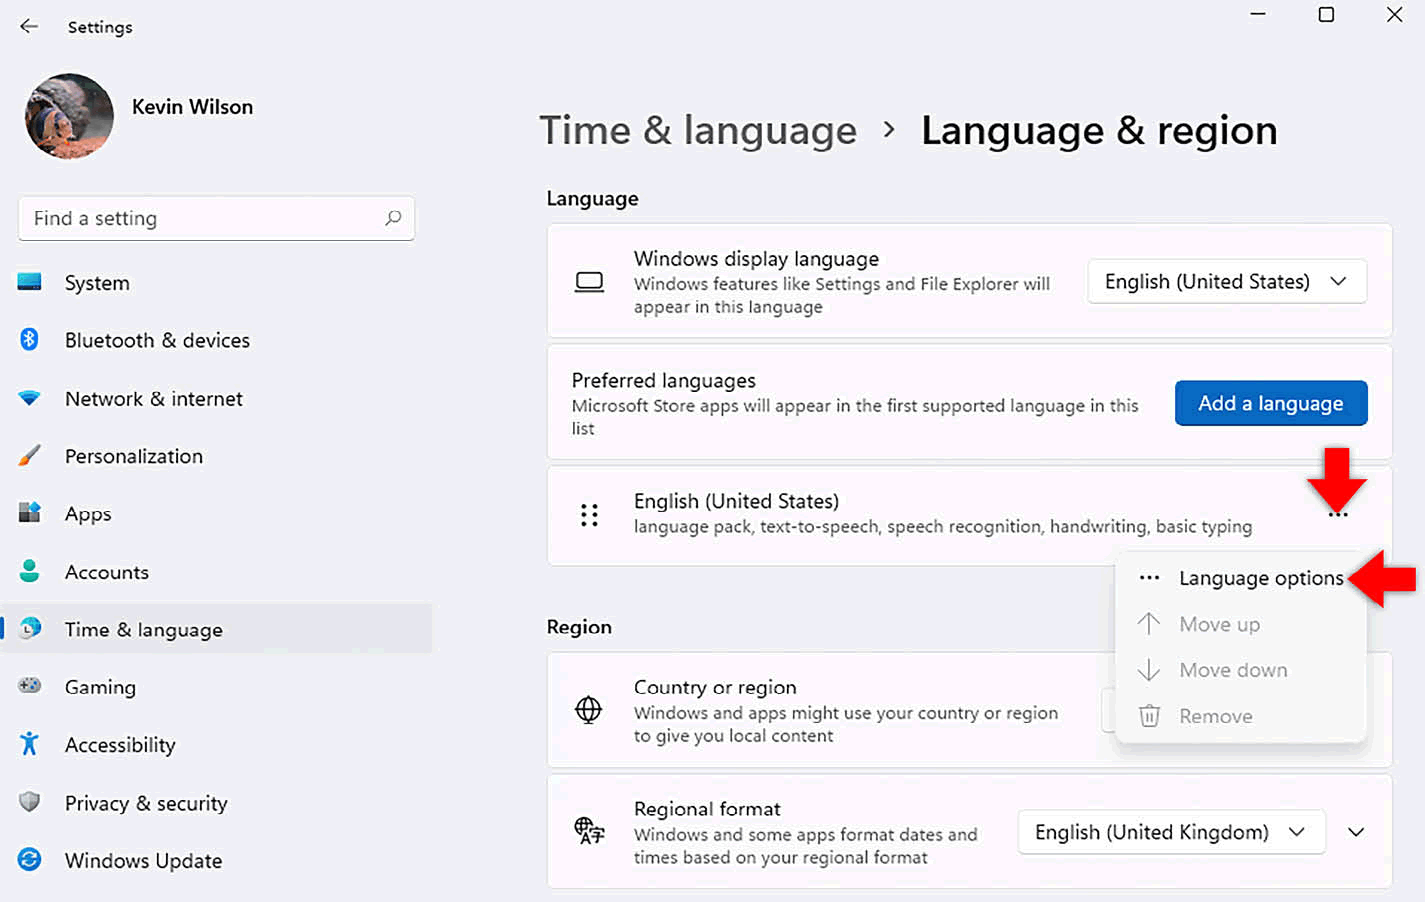 Settings
Kevin Wilson
Find a setting
System
Bluetooth & devices
Network & internet
Personalization
Apps
Accounts
Time & language
Gaming
Accessibility
Privacy & security
Windows Update
Time & language > Language & region
Language
Windows display language
Windows features like Settings and File Explorer will
appear in this language
English (United States)
Preferred languages
Microsoft Store apps will appear in the first supported language in this
list
Add a language
English (United States)
language pack, text-to-speech, speech recognition, handwriting, basic typing
Language options
Move up
Move down
Remove
Region
Country or region
Windows and apps might use your country or region
to give you local content
Regional format
Windows and some apps format dates and
times based on your regional format
English (United Kingdom)